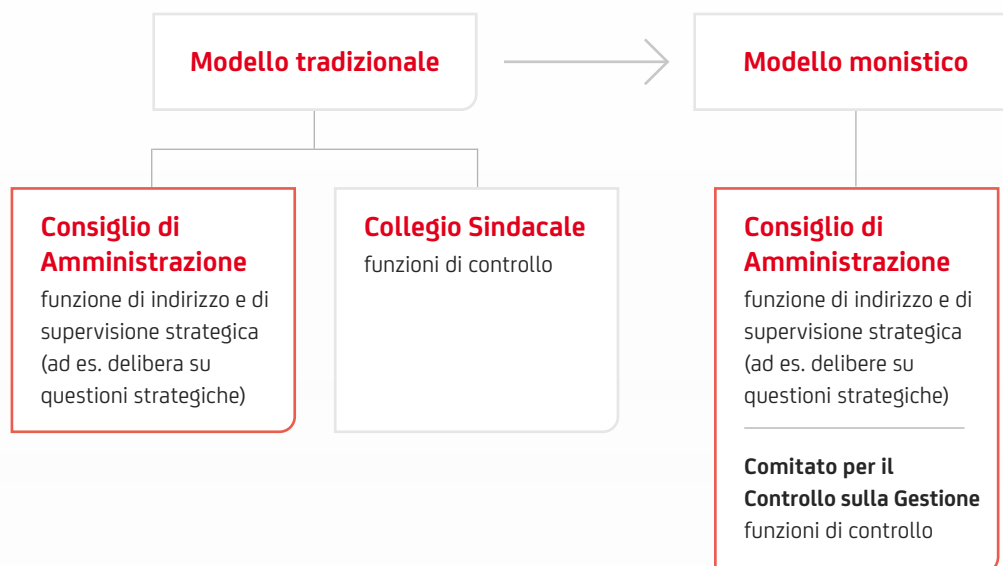 Modello tradizionale
Modello monistico
Consiglio di
Amministrazione
funzione di indirizzo e di
supervisione strategica
(ad es. delibera su
questioni strategiche)
Collegio Sindacale
funzioni di controllo
Consiglio di
Amministrazione
funzione di indirizzo e di
supervisione strategica
(ad es. delibere su
questioni strategiche)
Comitato per il
Controllo sulla Gestione
funzioni di controllo